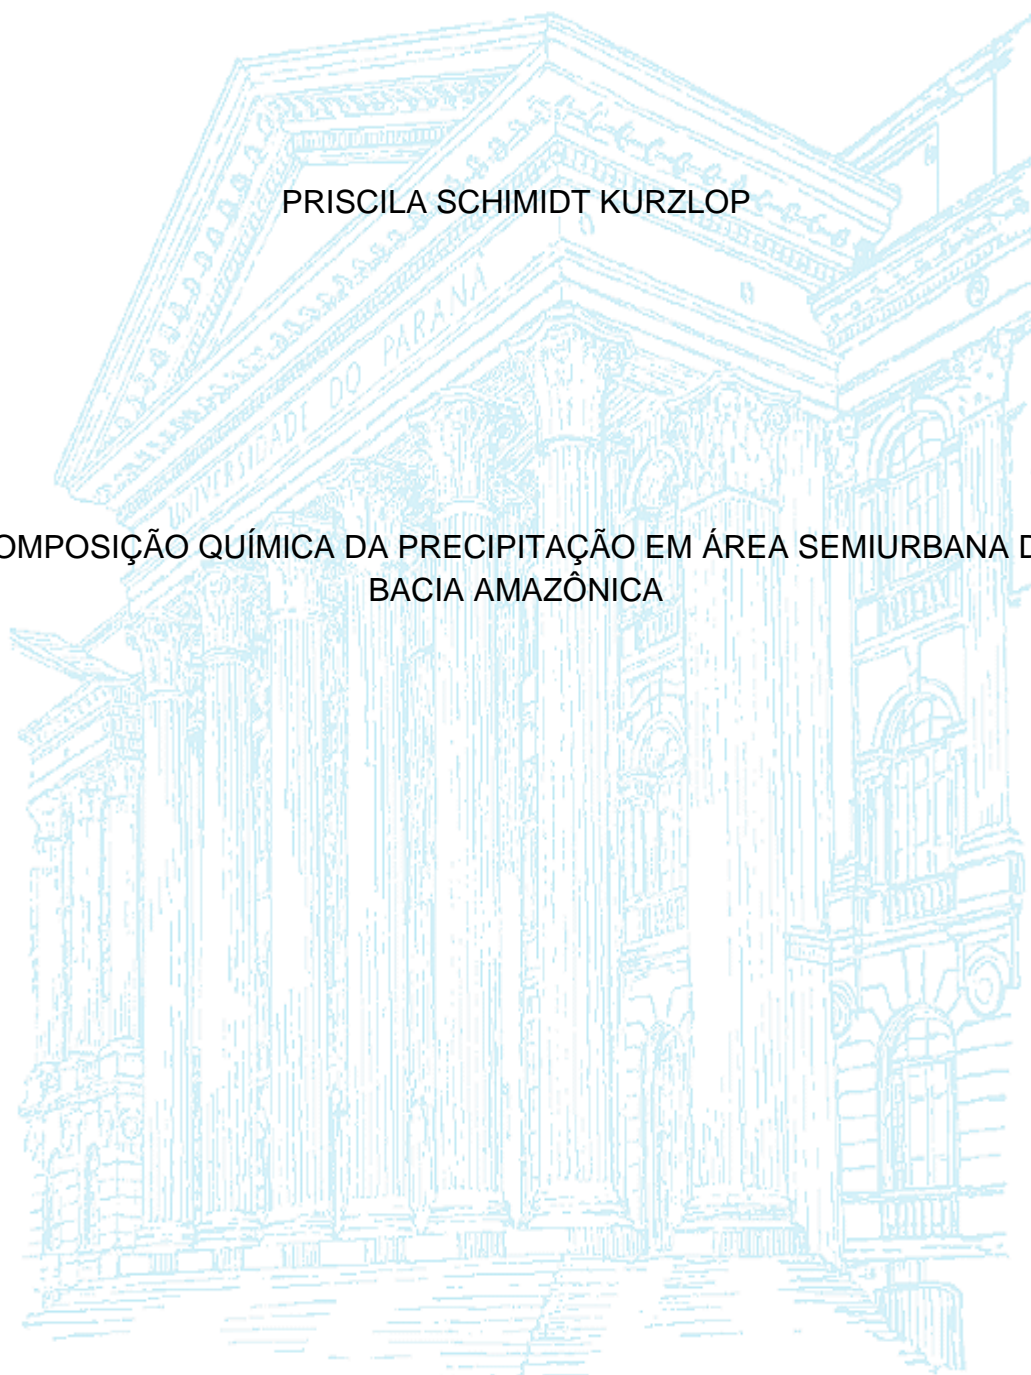 PRISCILA SCHIMIDT KURZLOP
UNIVERSIDADE DO PARANÁ
OMPOSIÇÃO QUÍMICA DA PRECIPITAÇÃO EM ÁREA SEMIURBANA D
BACIA AMAZÔNICA